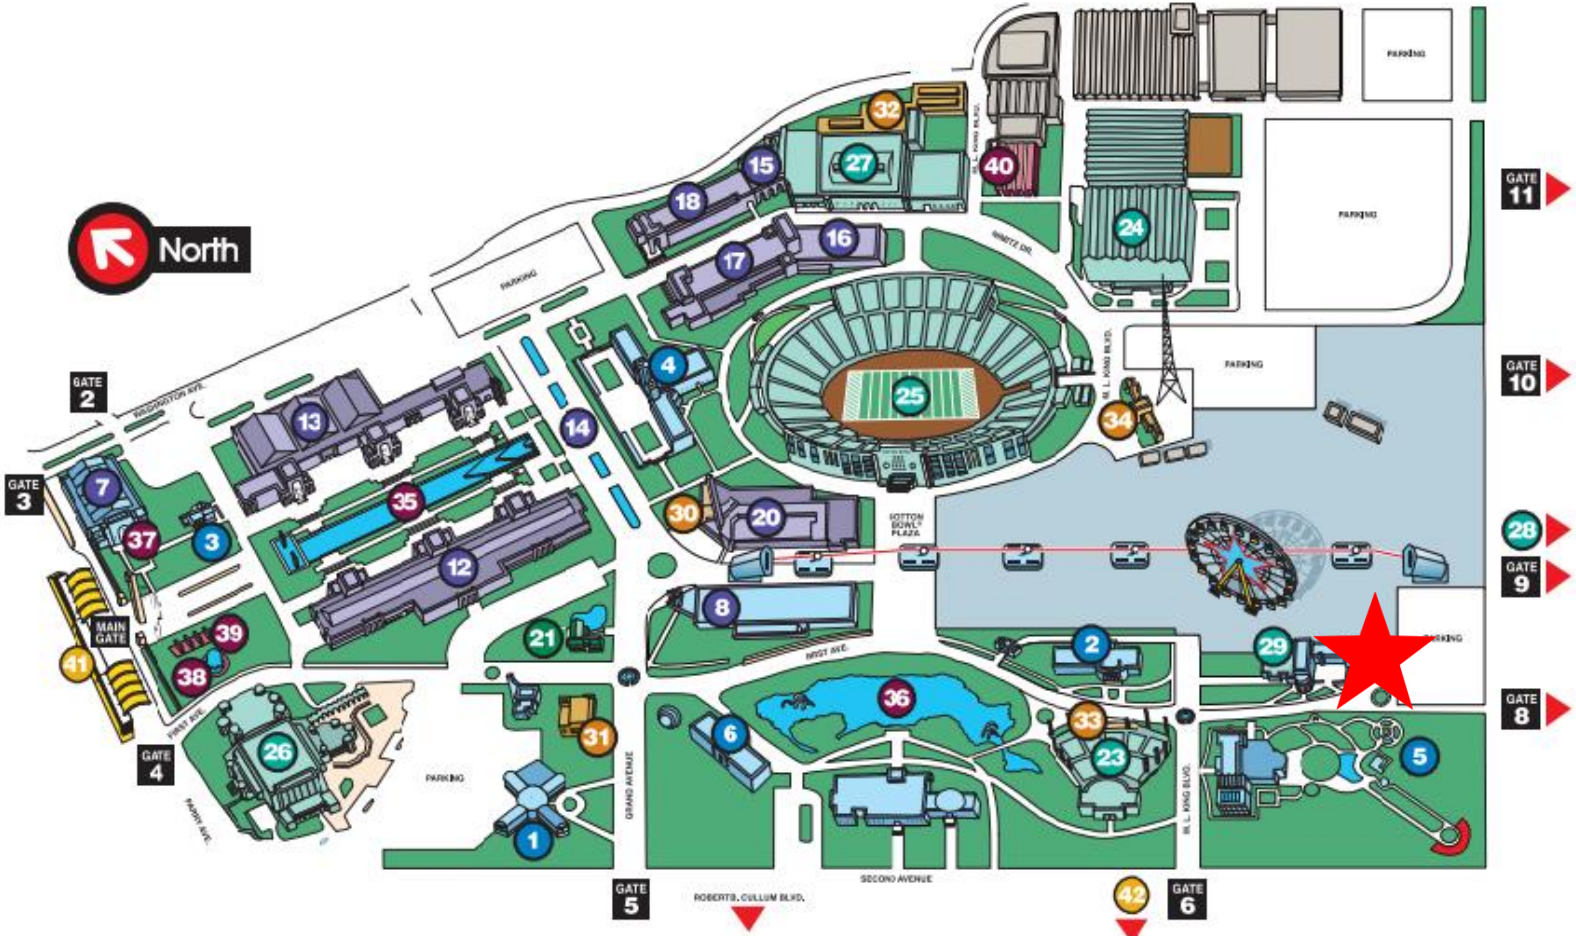 PARKING
32
M. L. KING BLVD.
15
27
40
GATE
11
18
PARKING
16
24
North
NIMITZ DR.
17
PARKING
GATE
10
M. L. KING BLVD.
PARKING
4
GATE
2
WASHINGTON AVE.
25
13
34
14
7
GATE
3
35
30
20
COTTON
BOWL®
PLAZA
28
37
3
12
GATE
9
8
MAIN
GATE
39
21
2
29
PARKING
41
38
FIRST AVE.
36
GATE
8
FIRST AVE.
33
31
6
26
23
5
GATE
4
PARKING
GRAND AVENUE
M. L. KING BLVD.
PARRY AVE.
1
SECOND AVENUE
GATE
5
ROBERT B. CULLUM BLVD.
42
GATE
6